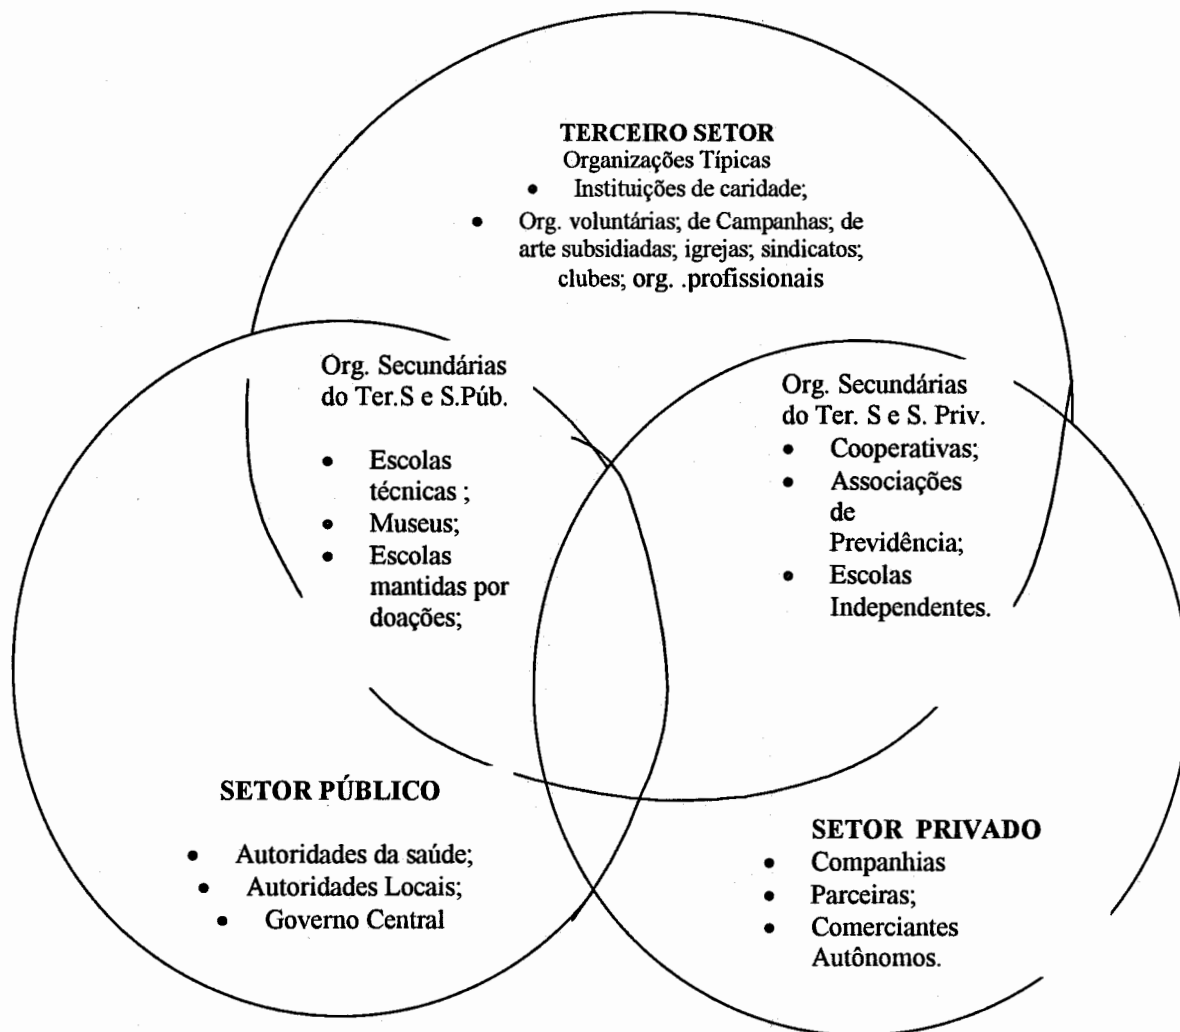 TERCEIRO SETOR
Organizações Típicas
• Instituições de caridade;
• Org. voluntárias; de Campanhas; de
arte subsidiadas; igrejas; sindicatos;
clubes; org. .profissionais
Org. Secundárias
do Ter.S e S.Púb.
• Escolas
técnicas ;
• Museus;
• Escolas
mantidas por
doações;
Org. Secundárias
do Ter. S e S. Priv.
• Cooperativas;
• Associações
de
Previdência;
• Escolas
Independentes.
SETOR PÚBLICO
• Autoridades da saúde;
• Autoridades Locais;
• Governo Central
SETOR PRIVADO
• Companhias
• Parceiras;
• Comerciantes
Autônomos.